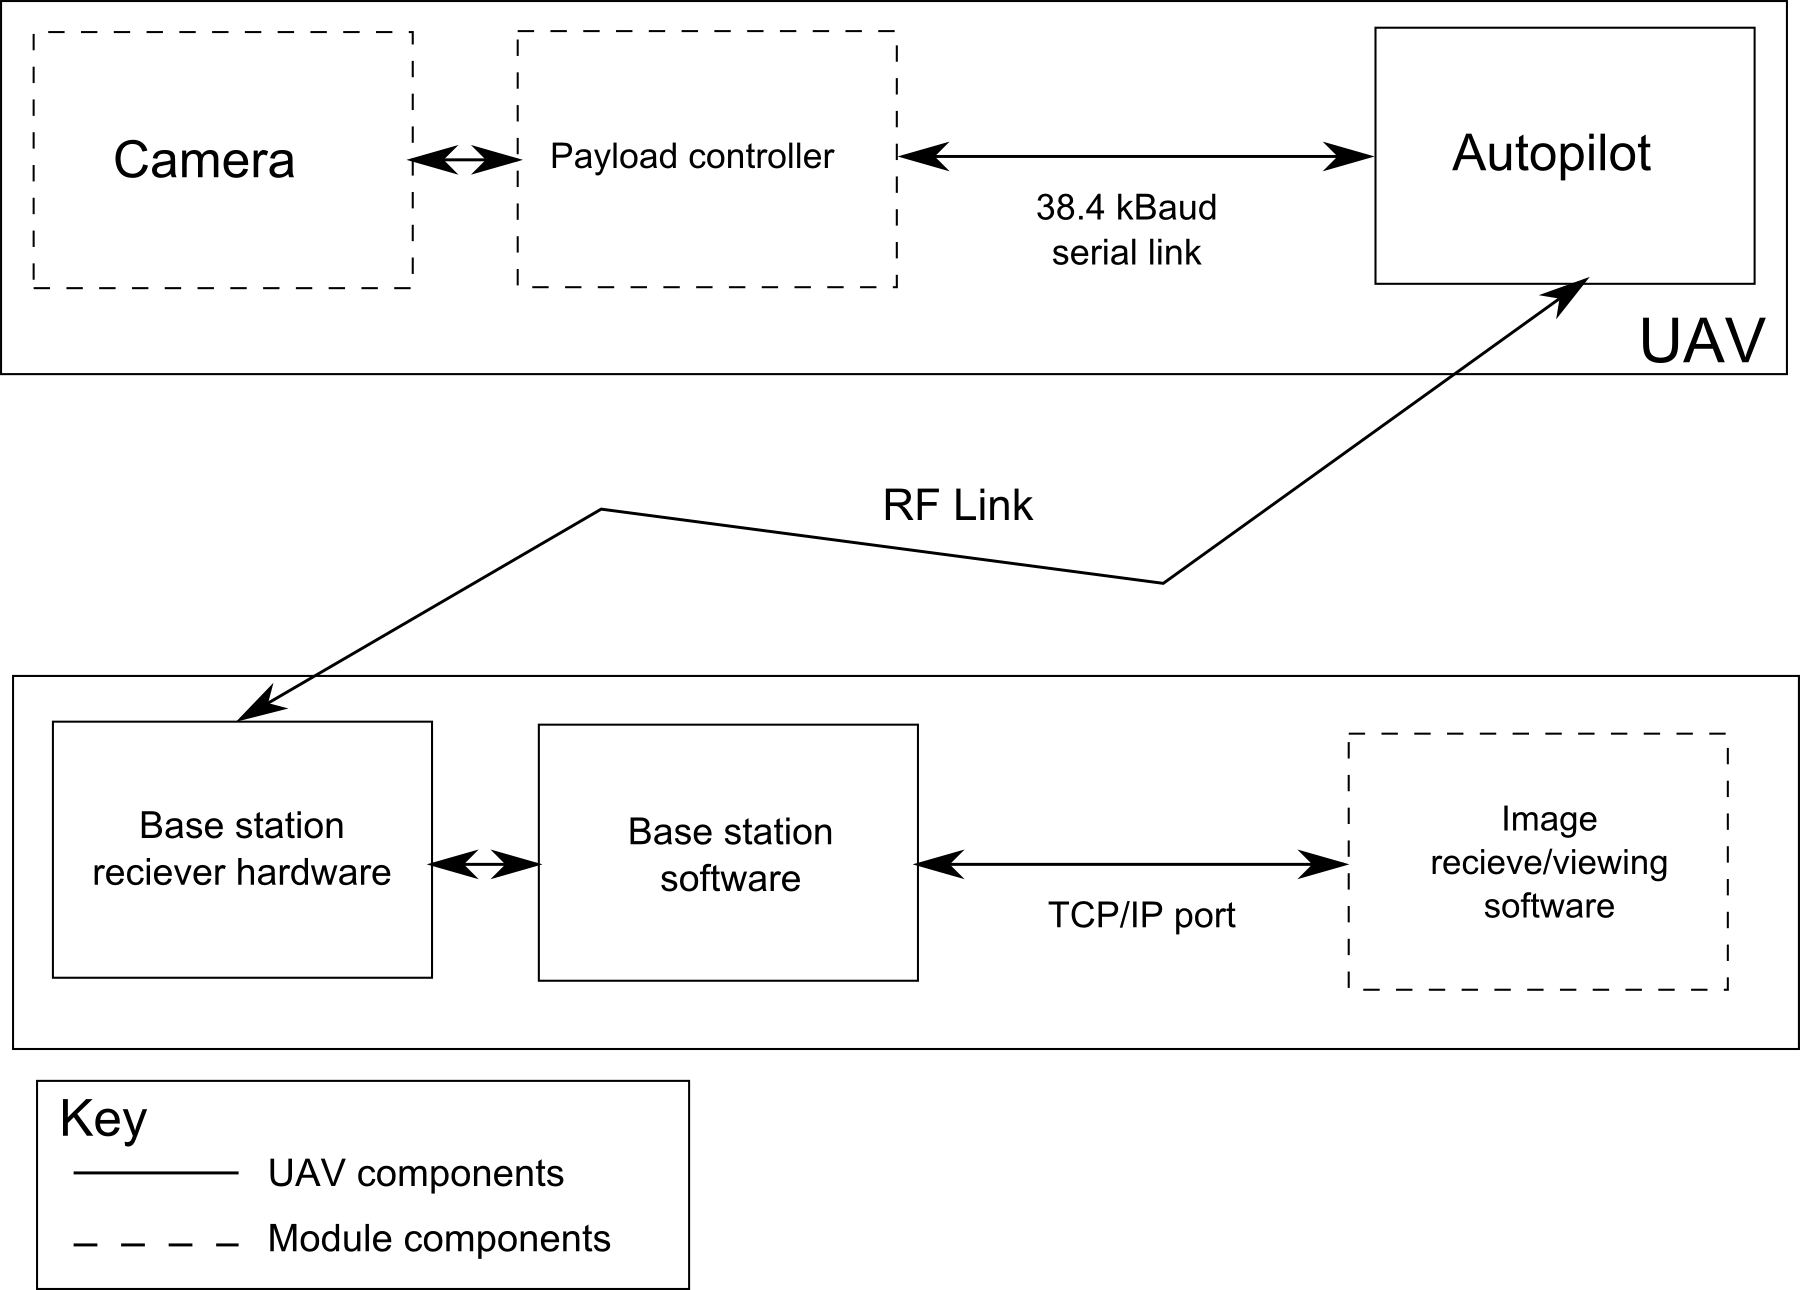 Camera
Payload controller
38.4 kBaud
serial link
Autopilot
UAV
RF Link
Base station
reciever hardware
Base station
software
TCP/IP port
Image
recieve/viewing
software
Key
UAV components
Module components